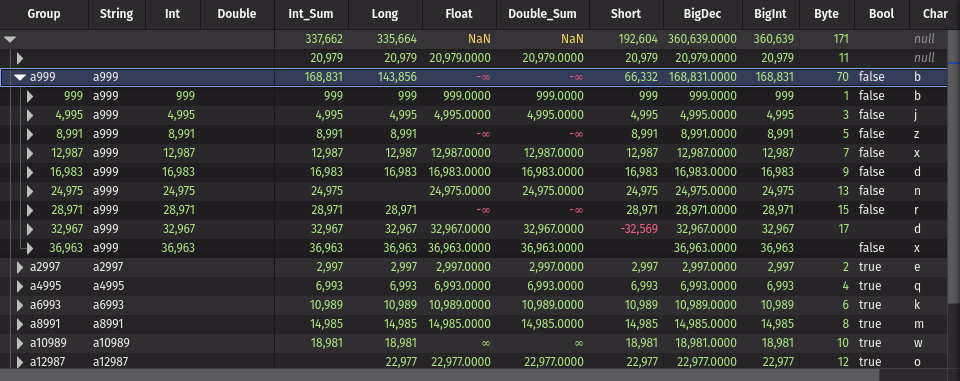 Group String Int Double Int_Sum Long Float Double_Sum Short BigDec BigInt Byte Bool Char
337,662 335,664 NaN NaN 192,604 360,639.0000 360,639 171 null
20,979 20,979 20,979.0000 20,979.0000 20,979 20,979.0000 20,979 11 null
a999 a999 168,831 143,856 -∞ -∞ 66,332 168,831.0000 168,831 70 false b
999 a999 999 999 999 999.0000 999.0000 999 999.0000 999 1 false b
4,995 a999 4,995 4,995 4,995 4,995.0000 4,995.0000 4,995 4,995.0000 4,995 3 false j
8,991 a999 8,991 8,991 8,991 -∞ -∞ 8,991 8,991.0000 8,991 5 false z
12,987 a999 12,987 12,987 12,987 12,987.0000 12,987.0000 12,987 12,987.0000 12,987 7 false x
16,983 a999 16,983 16,983 16,983 16,983.0000 16,983.0000 16,983 16,983.0000 16,983 9 false d
24,975 a999 24,975 24,975 24,975.0000 24,975.0000 24,975 24,975.0000 24,975 13 false n
28,971 a999 28,971 28,971 28,971 -∞ -∞ 28,971 28,971.0000 28,971 15 false r
32,967 a999 32,967 32,967 32,967 32,967.0000 32,967.0000 -32,569 32,967.0000 32,967 17 d
36,963 a999 36,963 36,963 36,963 36,963.0000 36,963.0000 36,963.0000 36,963 false x
a2997 a2997 2,997 2,997 2,997.0000 2,997.0000 2,997 2,997.0000 2,997 2 true e
a4995 a4995 6,993 6,993 6,993.0000 6,993.0000 6,993 6,993.0000 6,993 4 true q
a6993 a6993 10,989 10,989 10,989.0000 10,989.0000 10,989 10,989.0000 10,989 6 true k
a8991 a8991 14,985 14,985 14,985.0000 14,985.0000 14,985 14,985.0000 14,985 8 true m
a10989 a10989 18,981 18,981 ∞ ∞ 18,981 18,981.0000 18,981 10 true w
a12987 a12987 22,977 22,977.0000 22,977.0000 22,977 22,977.0000 22,977 12 true o